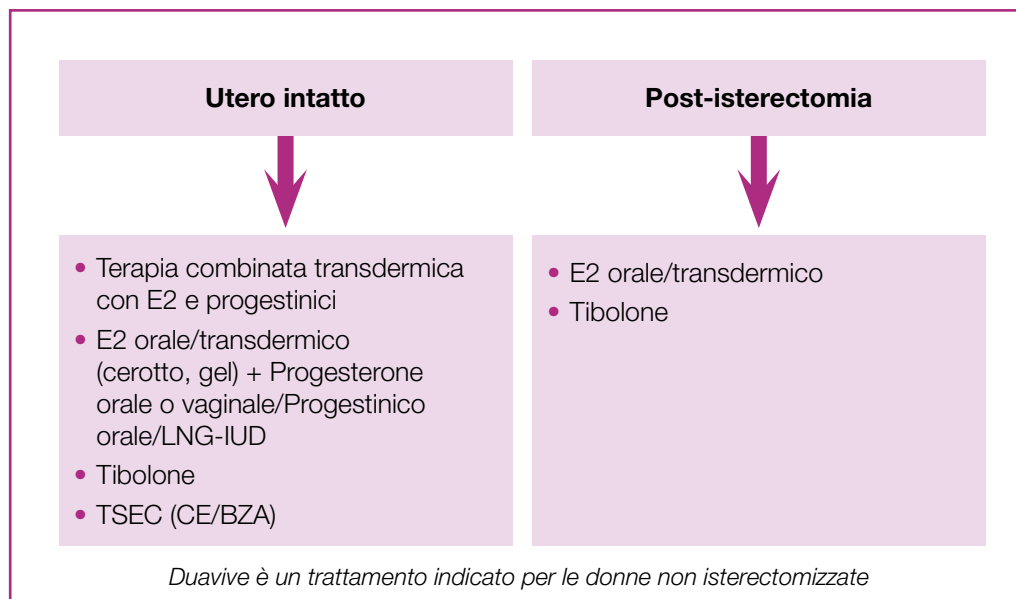 Utero intatto
• Terapia combinata transdermica
con E2 e progestinici
• E2 orale/transdermico
(cerotto, gel) + Progesterone
orale o vaginale/Progestinico
orale/LNG-IUD
• Tibolone
• TSEC (CE/BZA)
Post-isterectomia
• E2 orale/transdermico
• Tibolone
Duavive è un trattamento indicato per le donne non isterectomizzate